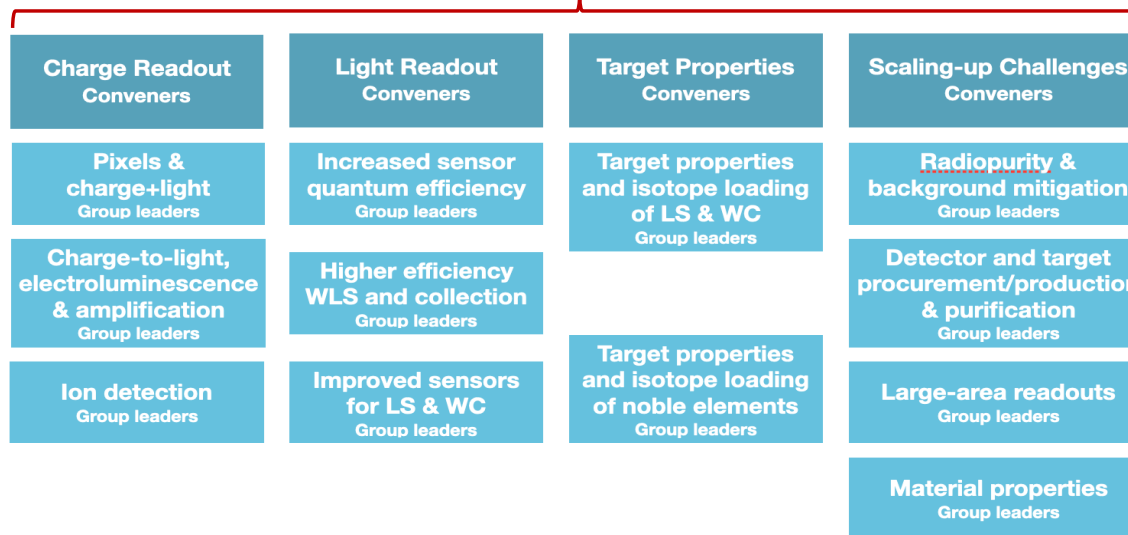 Charge Readout
Conveners
Pixels &
charge+light
Group leaders
Charge-to-light,
electroluminescence
& amplification
Group leaders
Ion detection
Group leaders
Light Readout
Conveners
Increased sensor
quantum efficiency
Group leaders
Higher efficiency
WLS and collection
Group leaders
Improved sensors
for LS & WC
Group leaders
Target Properties
Conveners
Target properties
and isotope loading
of LS & WC
Group leaders
Target properties
and isotope loading
of noble elements
Group leaders
Scaling-up Challenges
Conveners
Radiopurity &
background mitigation
Group leaders
Detector and target
procurement/production
& purification
Group leaders
Large-area readouts
Group leaders
Material properties
Group leaders